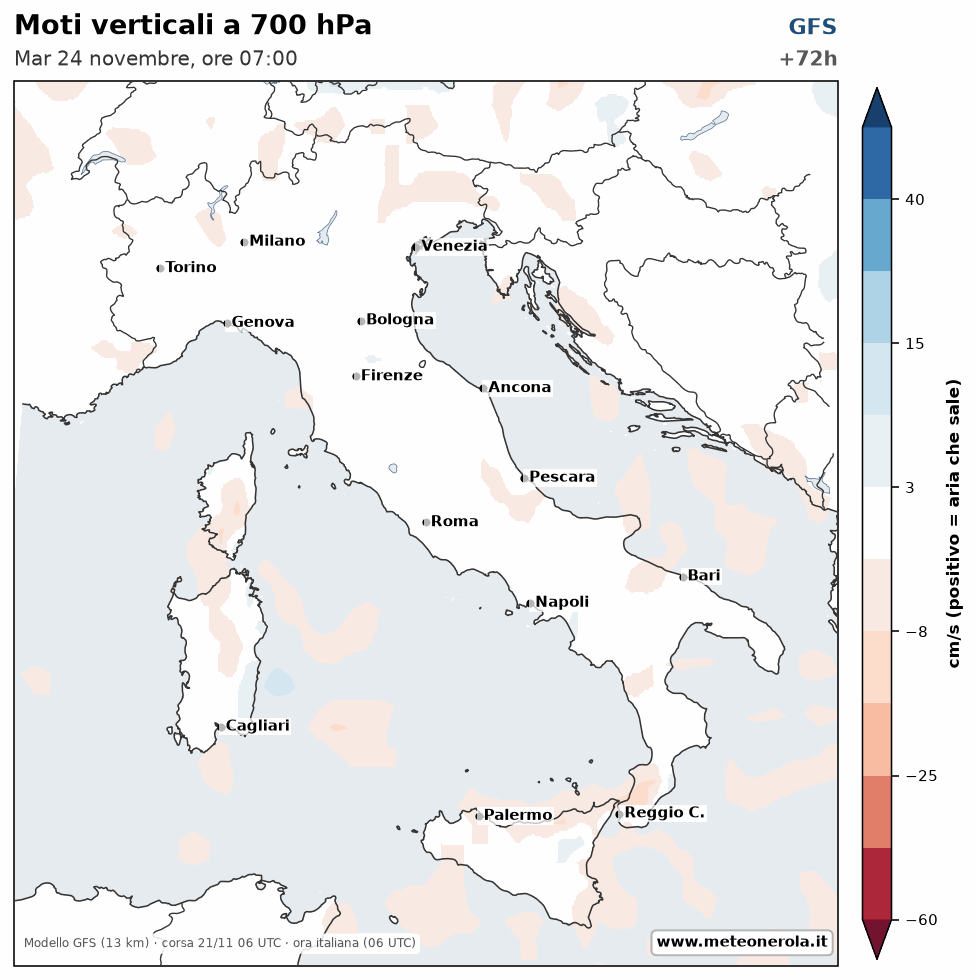 Moti verticali a 700 hPa
GFS
Mar 24 novembre, ore 07:00
+72h
Milano
Venezia
Torino
Genova
Bologna
Firenze
Ancona
Pescara
Roma
Bari
Napoli
Cagliari
Palermo
Reggio C.
40
15
3
−8
−25
−60
cm/s (positivo = aria che sale)
Modello GFS (13 km) · corsa 21/11 06 UTC · ora italiana (06 UTC)
www.meteonerola.it